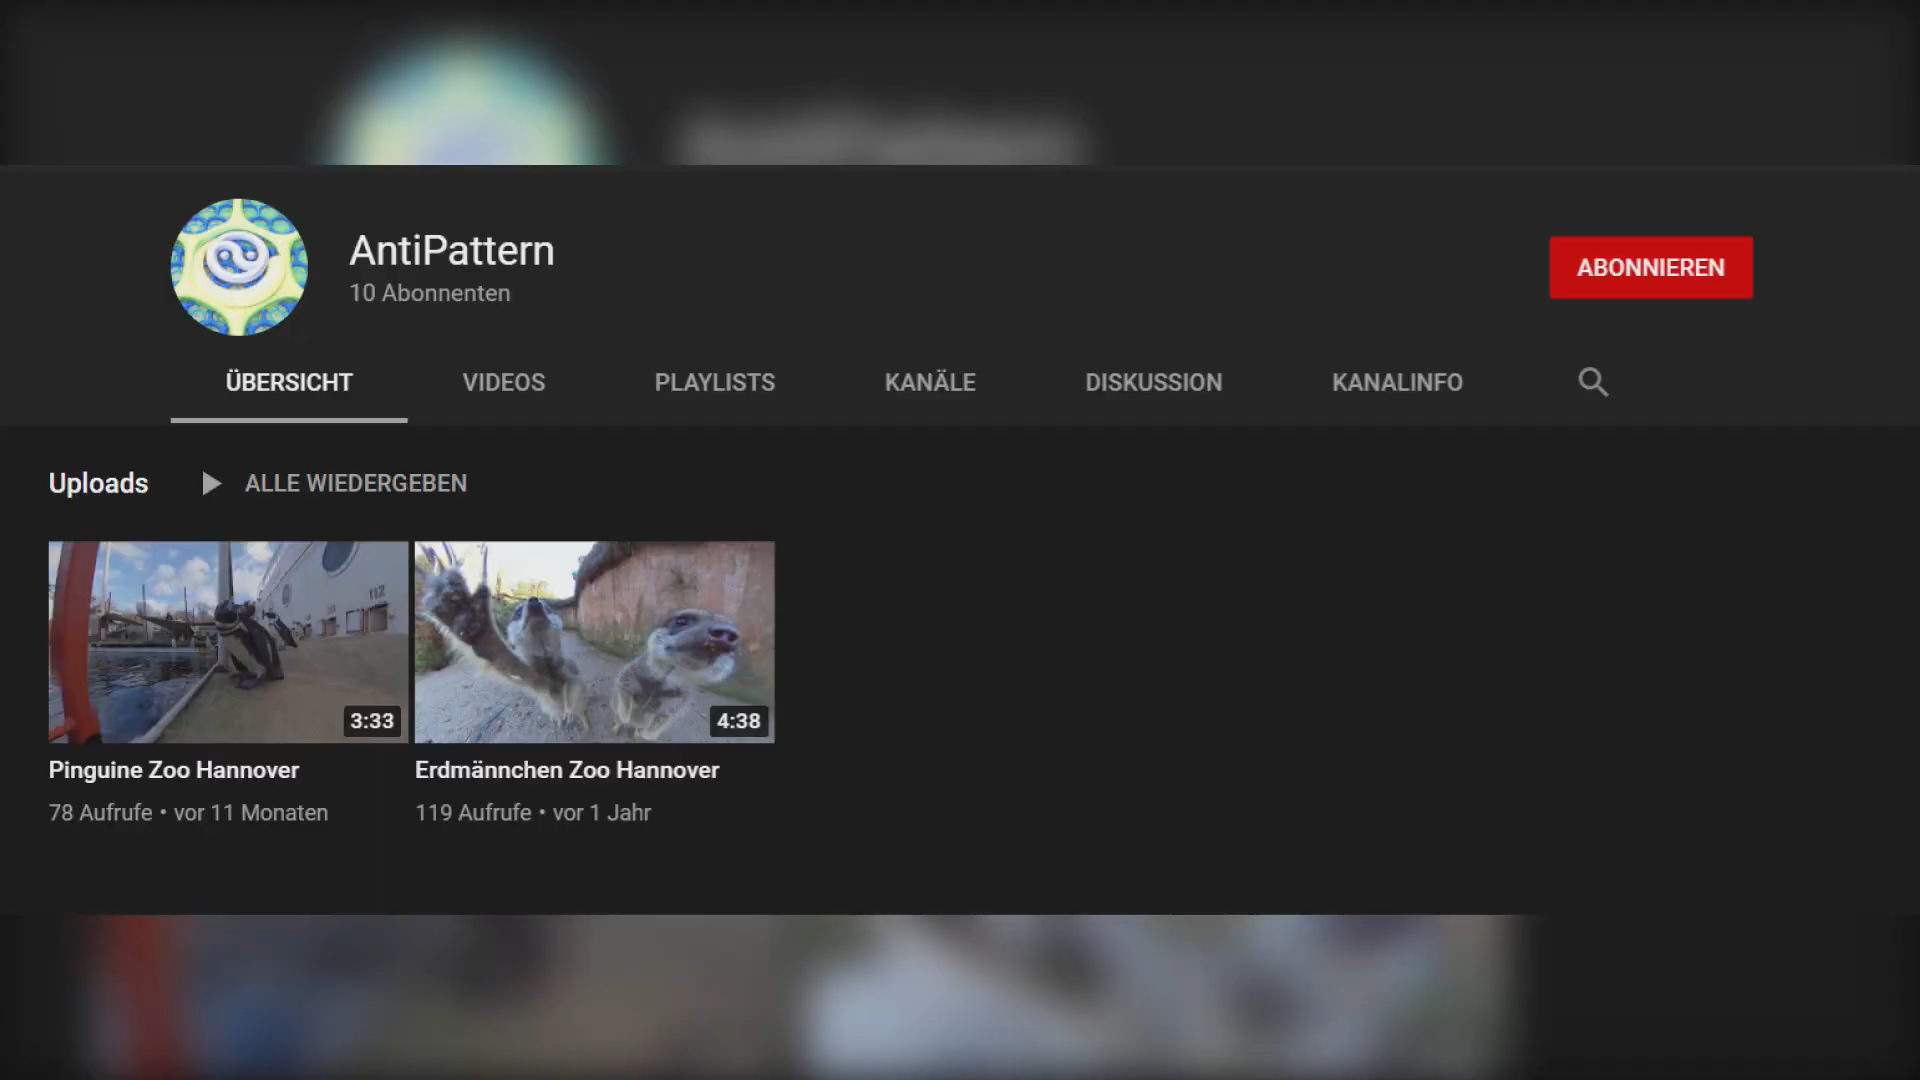 AntiPattern
10 Abonnenten
ABONNIEREN
ÜBERSICHT VIDEOS PLAYLISTS KANÄLE DISKUSSION KANALINFO
Uploads ALLE WIEDERGEBEN
112
3:33
4:38
Pinguine Zoo Hannover
78 Aufrufe • vor 11 Monaten
Erdmännchen Zoo Hannover
119 Aufrufe • vor 1 Jahr